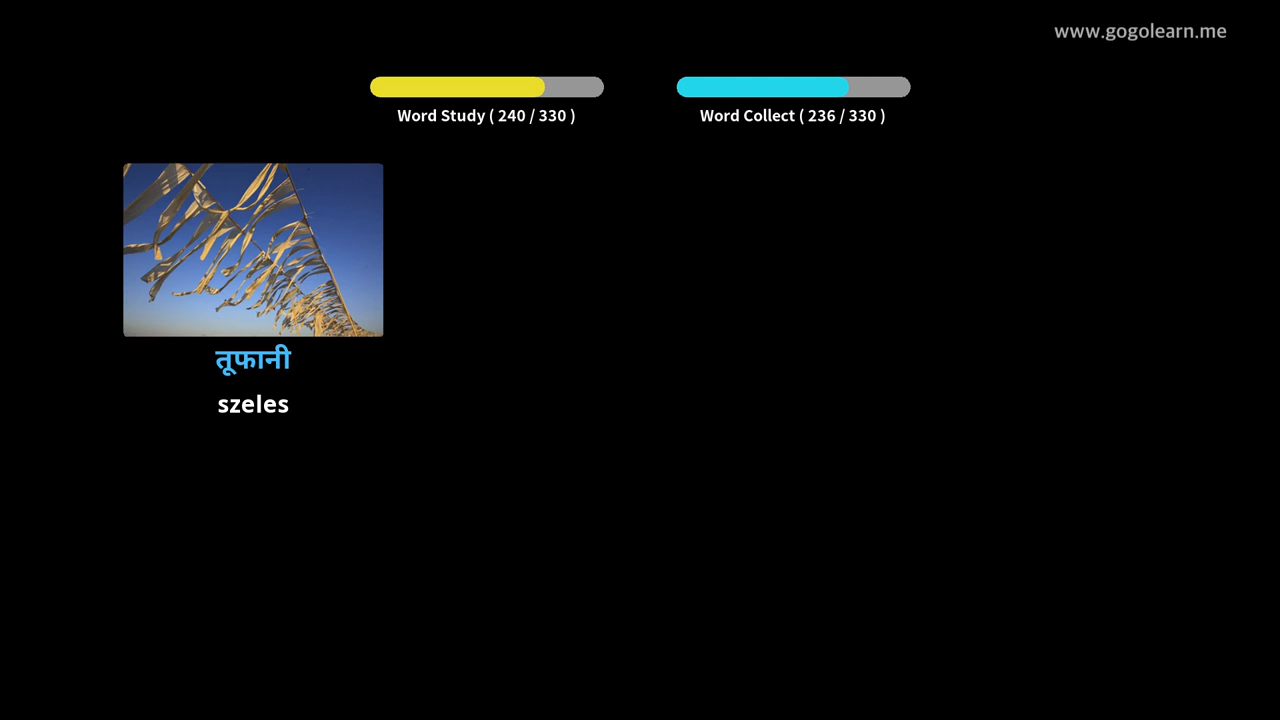 www.gogolearn.me
Word Study ( 240 / 330 )
Word Collect ( 236 / 330 )
तूफानी
szeles